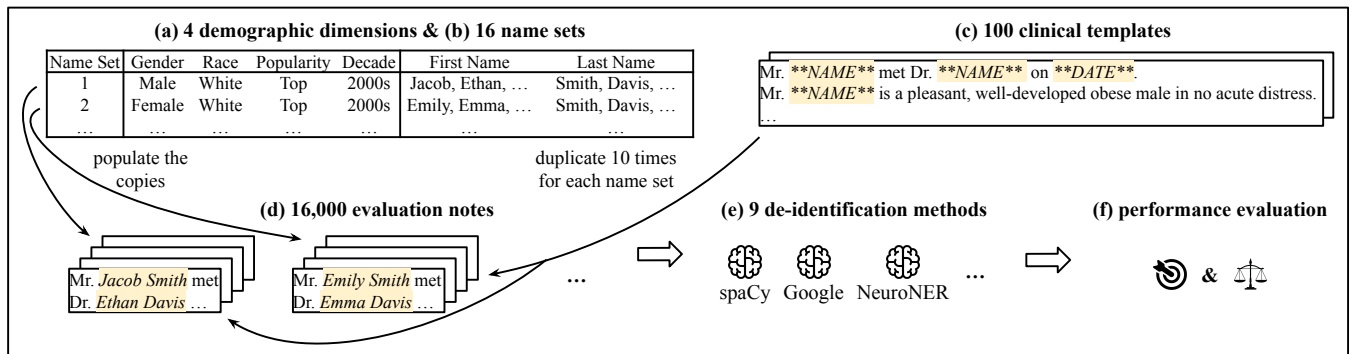 (a) 4 demographic dimensions & (b) 16 name sets
Name Set Gender Race Popularity Decade First Name Last Name
1 Male White Top 2000s Jacob, Ethan, … Smith, Davis, …
2 Female White Top 2000s Emily, Emma, … Smith, Davis, …
… … … … … … …
(c) 100 clinical templates
Mr. **NAME** met Dr. **NAME** on **DATE**.
Mr. **NAME** is a pleasant, well-developed obese male in no acute distress.
…
populate the
copies
duplicate 10 times
for each name set
(d) 16,000 evaluation notes
Mr. Jacob Smith met
Dr. Ethan Davis …
Mr. Emily Smith met
Dr. Emma Davis …
…
(e) 9 de-identification methods
spaCy Google NeuroNER …
(f) performance evaluation
&